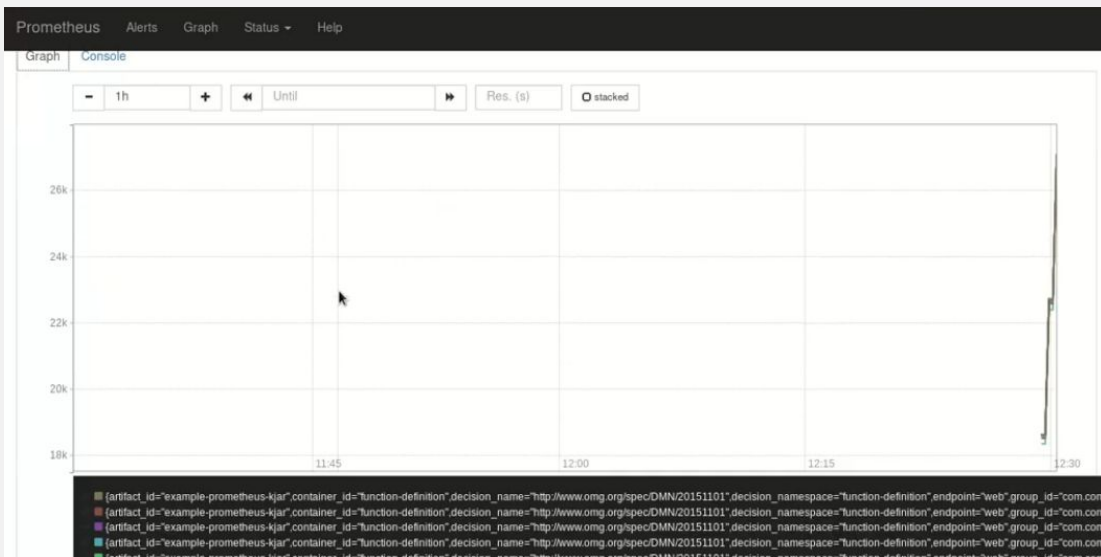 Prometheus Alerts Graph Status Help
Graph Console
- 1h + Until Res. (s) stacked
26k
24k
22k
20k
18k
11:45 12:00 12:15 12:30
{artifact_id="example-prometheus-kjar",container_id="function-definition",decision_name="http://www.omg.org/spec/DMN/20151101",decision_namespace="function-definition",endpoint="web",group_id="com.com
{artifact_id="example-prometheus-kjar",container_id="function-definition",decision_name="http://www.omg.org/spec/DMN/20151101",decision_namespace="function-definition",endpoint="web",group_id="com.com
{artifact_id="example-prometheus-kjar",container_id="function-definition",decision_name="http://www.omg.org/spec/DMN/20151101",decision_namespace="function-definition",endpoint="web",group_id="com.com
{artifact_id="example-prometheus-kjar",container_id="function-definition",decision_name="http://www.omg.org/spec/DMN/20151101",decision_namespace="function-definition",endpoint="web",group_id="com.com